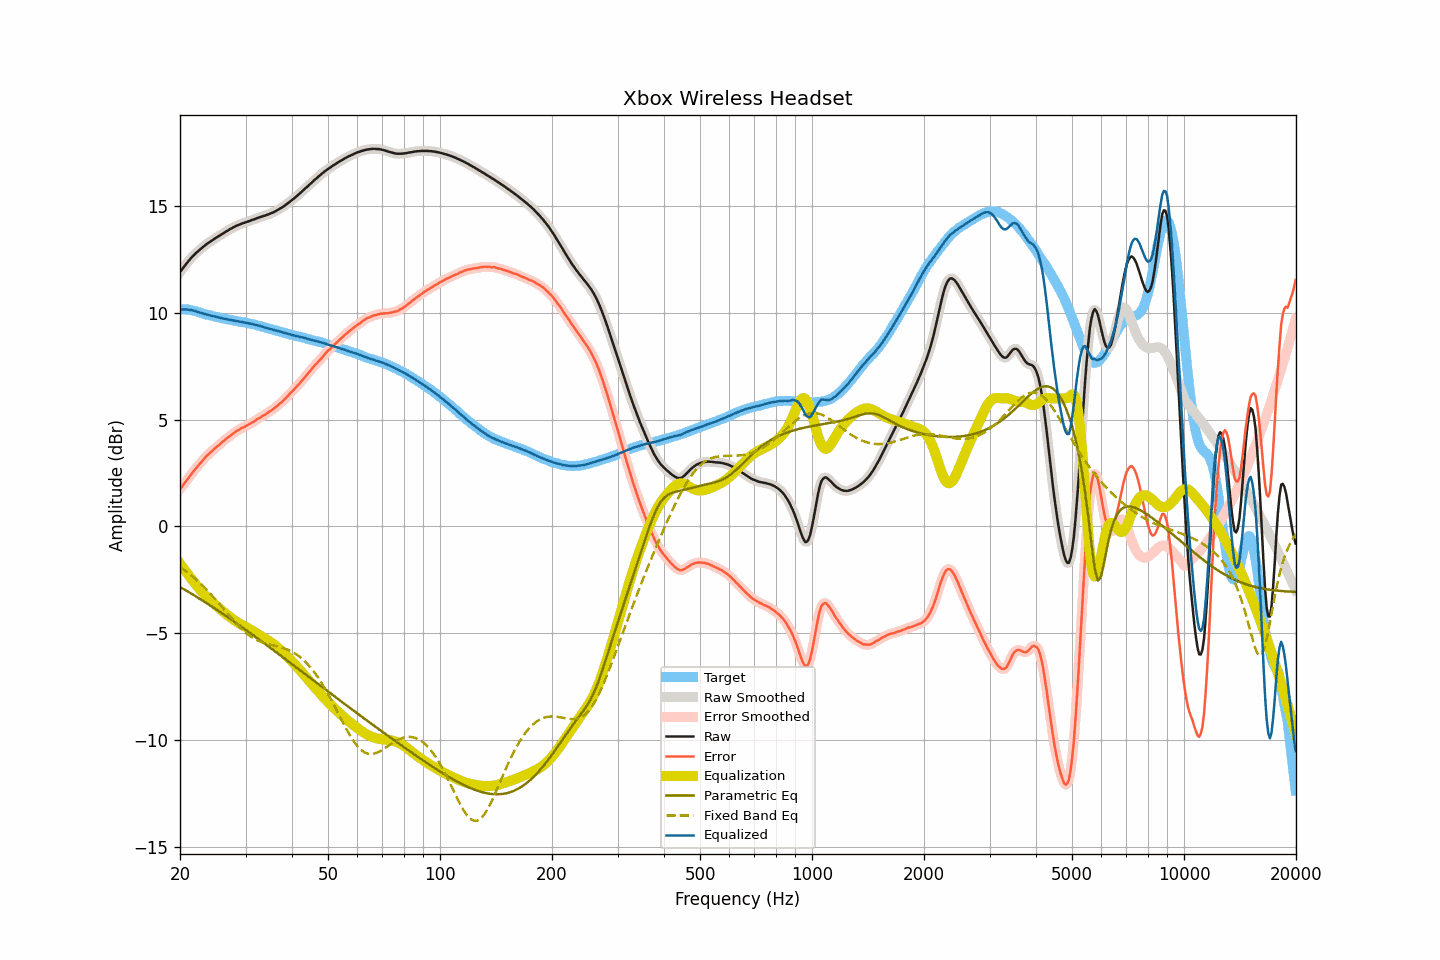 Xbox Wireless Headset
Amplitude (dBr)
15
10
5
0
−5
−10
−15
Target
Raw Smoothed
Error Smoothed
Raw
Error
Equalization
Parametric Eq
Fixed Band Eq
Equalized
20 50 100 200 500 1000 2000 5000 10000 20000
Frequency (Hz)